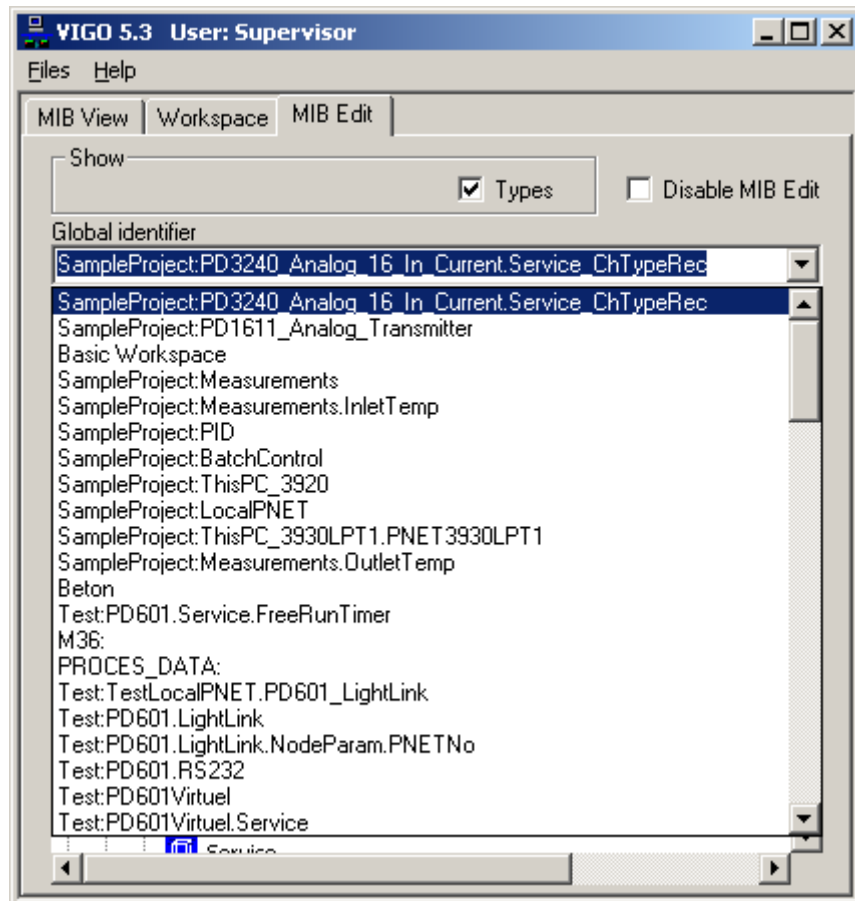 VIGO 5.3 User: Supervisor
Files Help
MIB View Workspace MIB Edit
Show
Types Disable MIB Edit
Global identifier
SampleProject:PD3240_Analog_16_In_Current.Service_ChTypeRec
SampleProject:PD3240_Analog_16_In_Current.Service_ChTypeRec
SampleProject:PD1611_Analog_Transmitter
Basic Workspace
SampleProject:Measurements
SampleProject:Measurements.InletTemp
SampleProject:PID
SampleProject:BatchControl
SampleProject:ThisPC_3920
SampleProject:LocalPNET
SampleProject:ThisPC_3930LPT1.PNET3930LPT1
SampleProject:Measurements.OutletTemp
Beton
Test:PD601.Service.FreeRunTimer
M36:
PROCES_DATA:
Test:TestLocalPNET.PD601_LightLink
Test:PD601.LightLink
Test:PD601.LightLink.NodeParam.PNETNo
Test:PD601.RS232
Test:PD601Virtuel
Test:PD601Virtuel.Service
Service